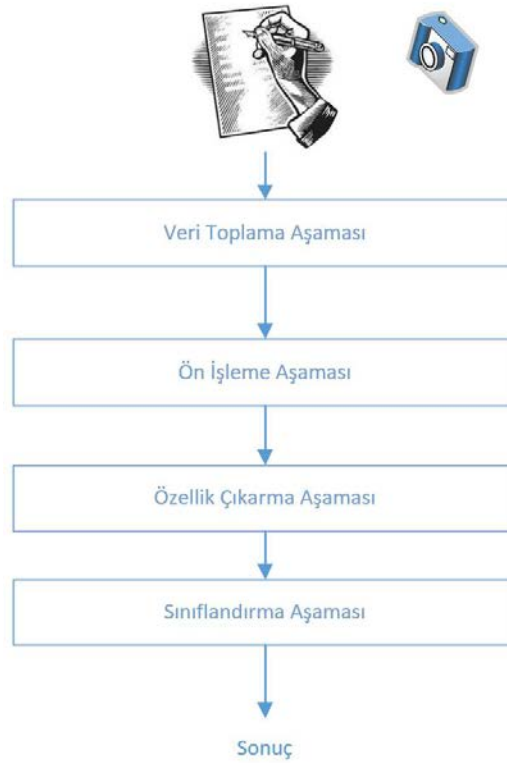 Veri Toplama Aşaması
Ön İşleme Aşaması
Özellik Çıkarma Aşaması
Sınıflandırma Aşaması
Sonuç